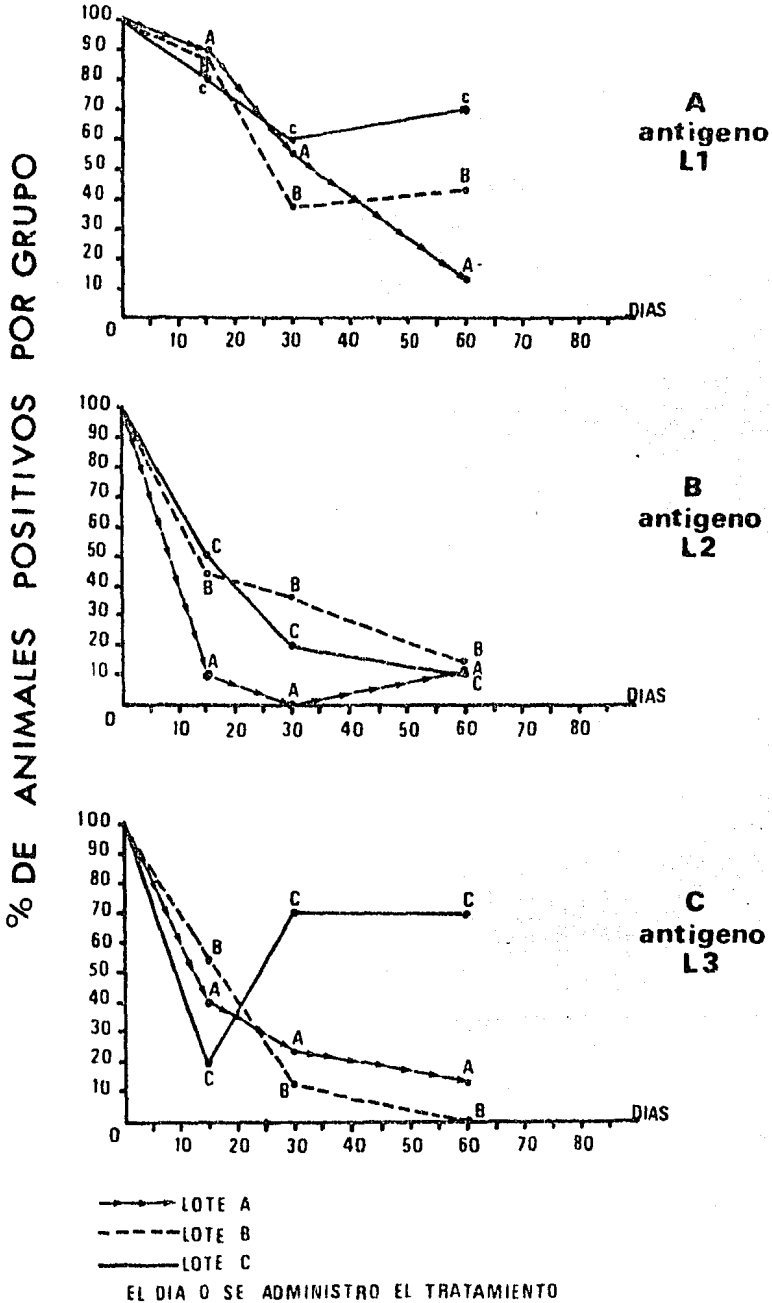 % DE ANIMALES POSITIVOS POR GRUPO
100
90
80
70
60
50
40
30
20
10
0
A
B
c
c
A
B
c
B
A
DIAS
10 20 30 40 50 60 70 80
A
antigeno
L1
100
90
80
70
60
50
40
30
20
10
0
C
B
A
B
C
A
B
A
C
DIAS
10 20 30 40 50 60 70 80
B
antigeno
L2
100
90
80
70
60
50
40
30
20
10
0
B
A
C
C
A
B
C
A
B
DIAS
10 20 30 40 50 60 70 80
C
antigeno
L3
LOTE A
LOTE B
LOTE C
EL DIA 0 SE ADMINISTRO EL TRATAMIENTO